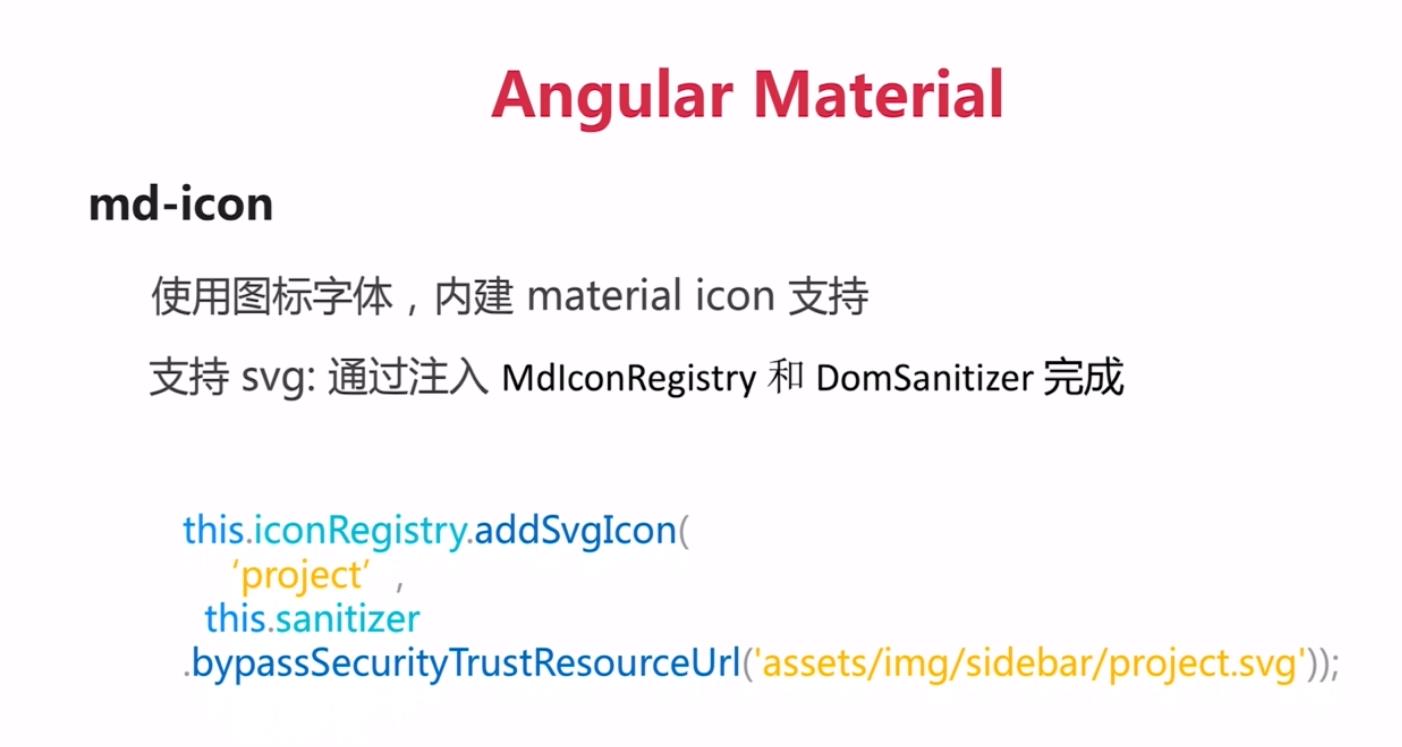 Angular Material
md-icon
使用图标字体，内建 material icon 支持
支持 svg: 通过注入 MdIconRegistry 和 DomSanitizer 完成
this.iconRegistry.addSvgIcon(
‘project’ ,
this.sanitizer
.bypassSecurityTrustResourceUrl('assets/img/sidebar/project.svg'));